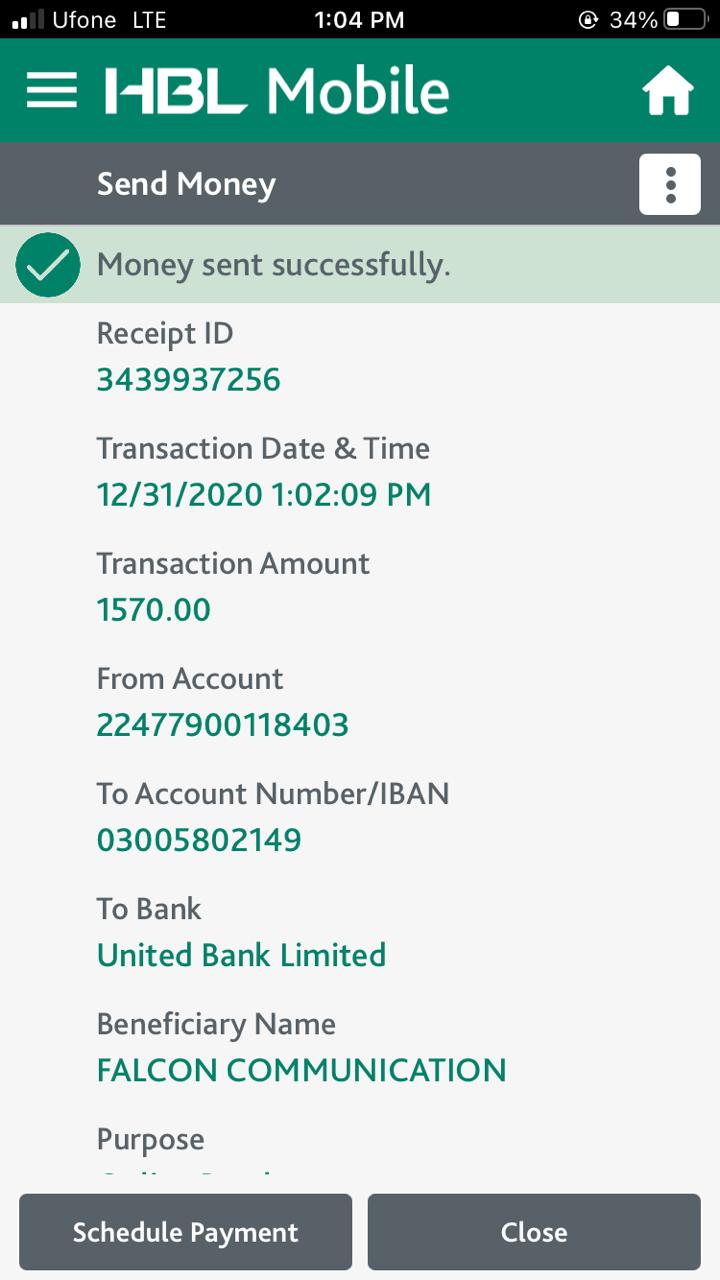 Ufone LTE 1:04 PM 34%
HBL Mobile
Send Money
Money sent successfully.
Receipt ID
3439937256
Transaction Date & Time
12/31/2020 1:02:09 PM
Transaction Amount
1570.00
From Account
22477900118403
To Account Number/IBAN
03005802149
To Bank
United Bank Limited
Beneficiary Name
FALCON COMMUNICATION
Purpose
Schedule Payment
Close